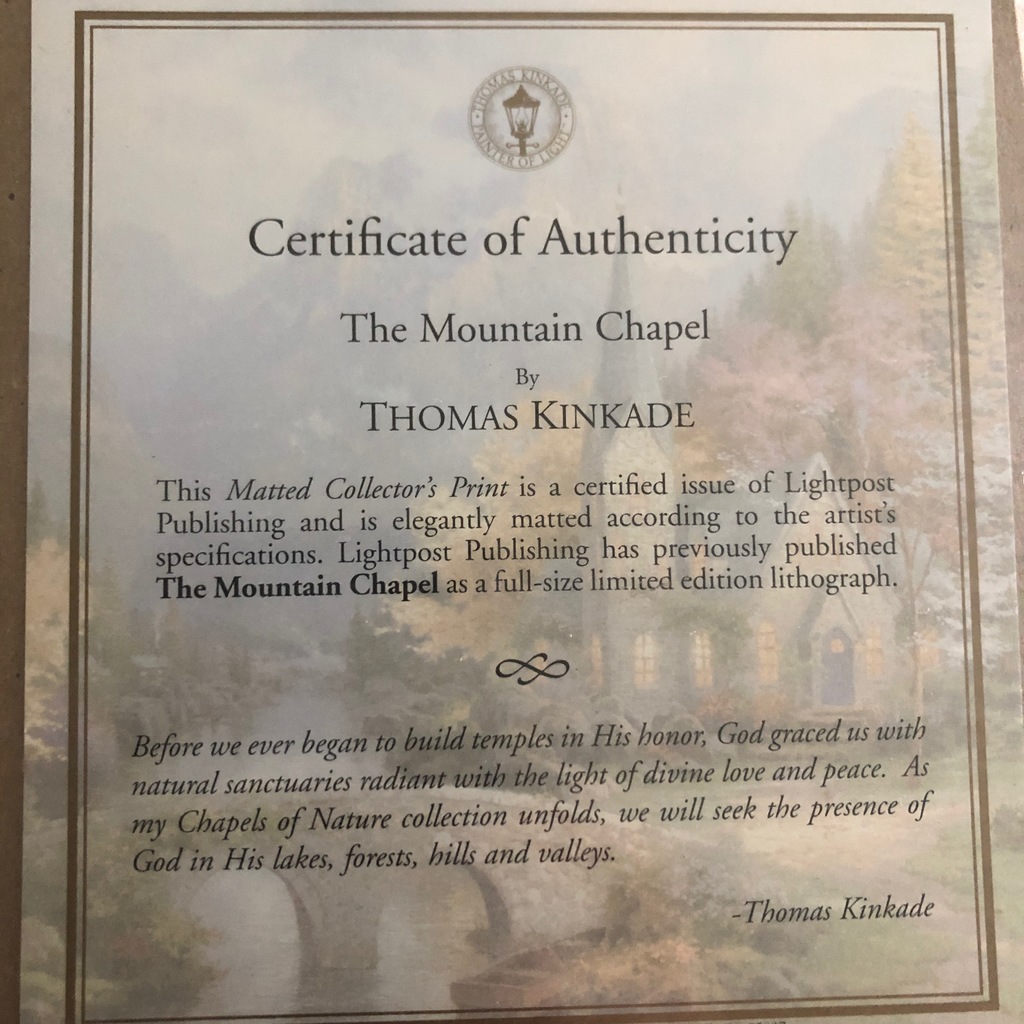 THOMAS KINKADE
PAINTER OF LIGHT
Certificate of Authenticity
The Mountain Chapel
By
THOMAS KINKADE
This Matted Collector's Print is a certified issue of Lightpost
Publishing and is elegantly matted according to the artist's
specifications. Lightpost Publishing has previously published
The Mountain Chapel as a full-size limited edition lithograph.
Before we ever began to build temples in His honor, God graced us with
natural sanctuaries radiant with the light of divine love and peace. As
my Chapels of Nature collection unfolds, we will seek the presence of
God in His lakes, forests, hills and valleys.
-Thomas Kinkade